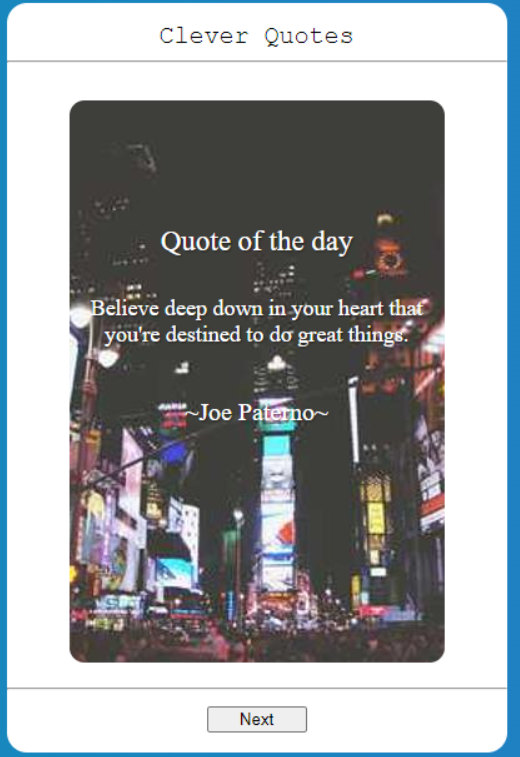 Clever Quotes
Quote of the day
Believe deep down in your heart that
you're destined to do great things.
~Joe Paterno~
Next